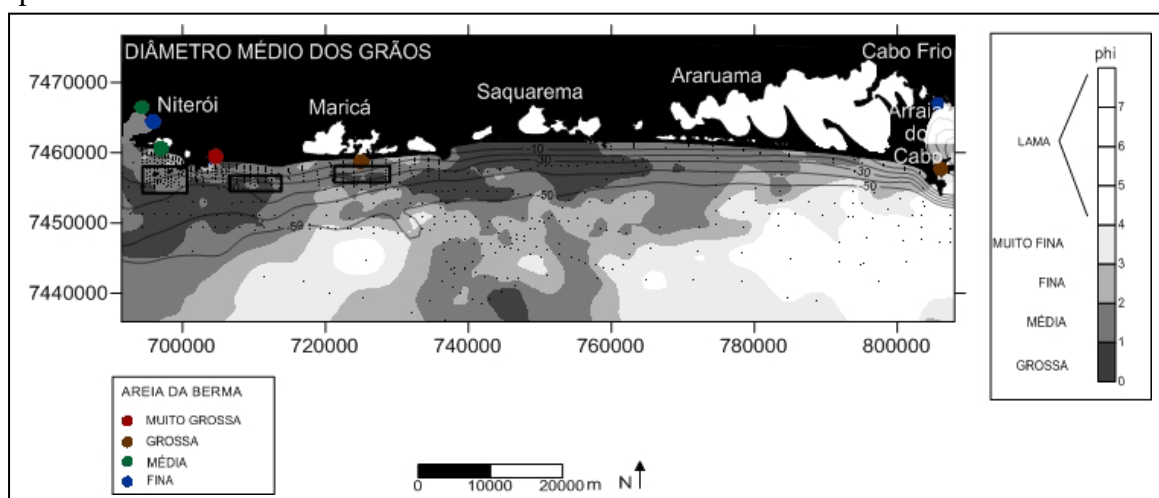 DIÂMETRO MÉDIO DOS GRÃOS
Cabo Frio
Araruama
Saquarema
Niterói
Maricá
Arraial
do
Cabo
7470000
7460000
7450000
7440000
-10
-30
-50
-30
-50
50
700000
720000
740000
760000
780000
800000
phi
7
6
5
4
3
2
1
0
LAMA
MUITO FINA
FINA
MÉDIA
GROSSA
AREIA DA BERMA
MUITO GROSSA
GROSSA
MÉDIA
FINA
0 10000 20000 m
N